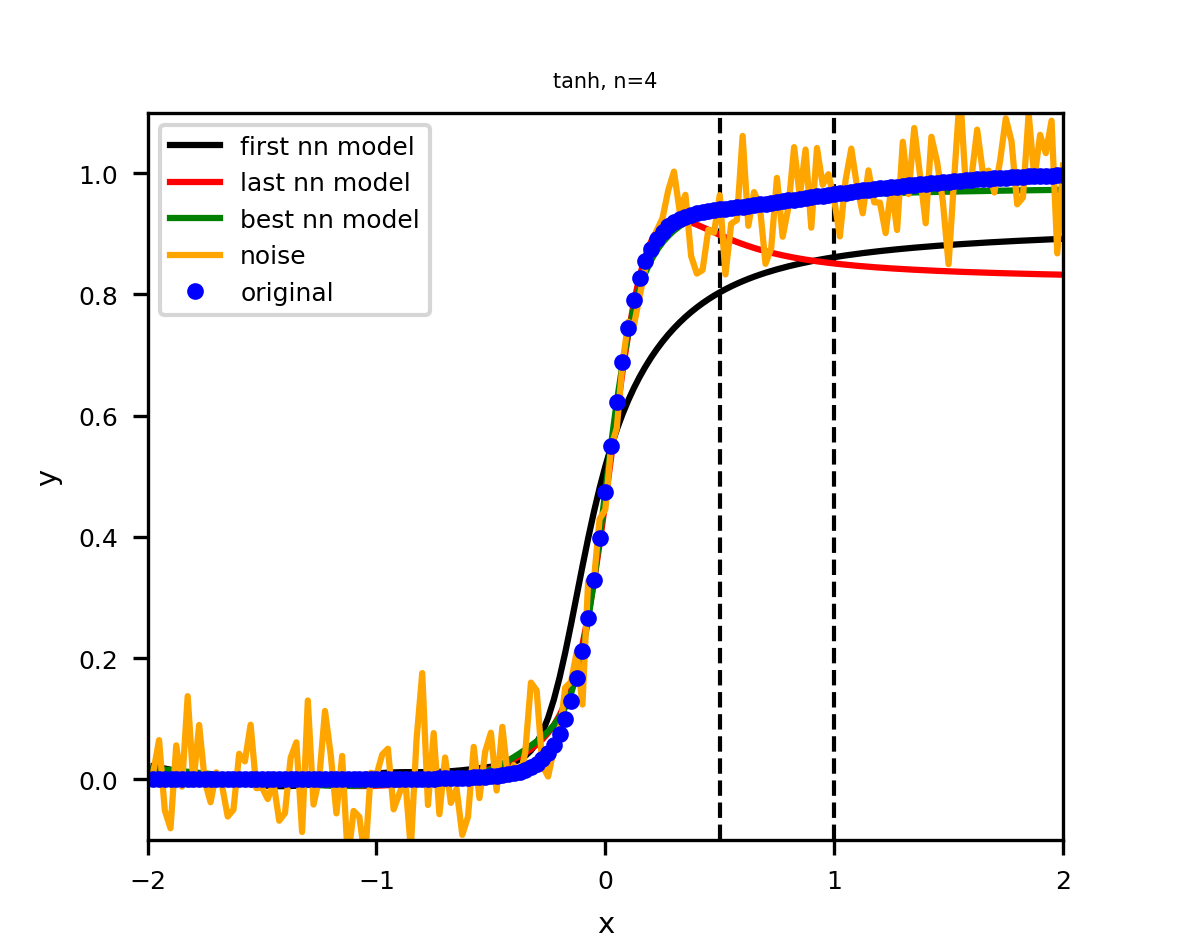 tanh, n=4
first nn model
last nn model
best nn model
noise
original
1.0
0.8
0.6
0.4
0.2
0.0
y
−2
−1
0
1
2
x